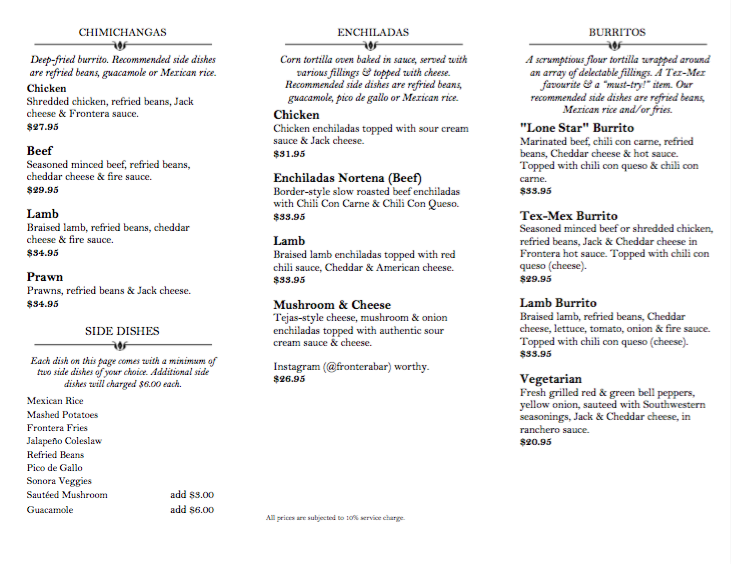 CHIMICHANGAS
Deep-fried burrito. Recommended side dishes
are refried beans, guacamole or Mexican rice.
Chicken
Shredded chicken, refried beans, Jack
cheese & Frontera sauce.
$27.95
Beef
Seasoned minced beef, refried beans,
cheddar cheese & fire sauce.
$29.95
Lamb
Braised lamb, refried beans, cheddar
cheese & fire sauce.
$34.95
Prawn
Prawns, refried beans & Jack cheese.
$34.95
SIDE DISHES
Each dish on this page comes with a minimum of
two side dishes of your choice. Additional side
dishes will charged $6.00 each.
Mexican Rice
Mashed Potatoes
Frontera Fries
Jalapeño Coleslaw
Refried Beans
Pico de Gallo
Sonora Veggies
Sautéed Mushroom add $3.00
Guacamole add $6.00
ENCHILADAS
Corn tortilla oven baked in sauce, served with
various fillings & topped with cheese.
Recommended side dishes are refried beans,
guacamole, pico de gallo or Mexican rice.
Chicken
Chicken enchiladas topped with sour cream
sauce & Jack cheese.
$31.95
Enchiladas Nortena (Beef)
Border-style slow roasted beef enchiladas
with Chili Con Carne & Chili Con Queso.
$33.95
Lamb
Braised lamb enchiladas topped with red
chili sauce, Cheddar & American cheese.
$33.95
Mushroom & Cheese
Tejas-style cheese, mushroom & onion
enchiladas topped with authentic sour
cream sauce & cheese.
Instagram (@fronterabar) worthy.
$26.95
BURRITOS
A scrumptious flour tortilla wrapped around
an array of delectable fillings. A Tex-Mex
favourite & a "must-try!" item. Our
recommended side dishes are refried beans,
Mexican rice and/or fries.
"Lone Star" Burrito
Marinated beef, chili con carne, refried
beans, Cheddar cheese & hot sauce.
Topped with chili con queso & chili con
carne.
$33.95
Tex-Mex Burrito
Seasoned minced beef or shredded chicken,
refried beans, Jack & Cheddar cheese in
Frontera hot sauce. Topped with chili con
queso (cheese).
$29.95
Lamb Burrito
Braised lamb, refried beans, Cheddar
cheese, lettuce, tomato, onion & fire sauce.
Topped with chili con queso (cheese).
$33.95
Vegetarian
Fresh grilled red & green bell peppers,
yellow onion, sauteed with Southwestern
seasonings, Jack & Cheddar cheese, in
ranchero sauce.
$20.95
All prices are subjected to 10% service charge.